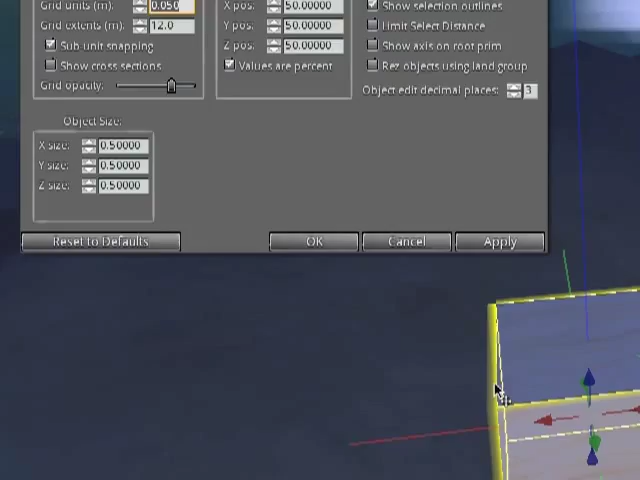 Grid units (m): 0.050
Grid extents (m): 12.0
Sub unit snapping
Show cross sections
Grid opacity:
X pos: 50.00000
Y pos: 50.00000
Z pos: 50.00000
Values are percent
Show selection outlines
Limit Select Distance
Show axis on root prim
Rez objects using land group
Object edit decimal places: 3
Object Size:
X size: 0.50000
Y size: 0.50000
Z size: 0.50000
Reset to Defaults
OK
Cancel
Apply